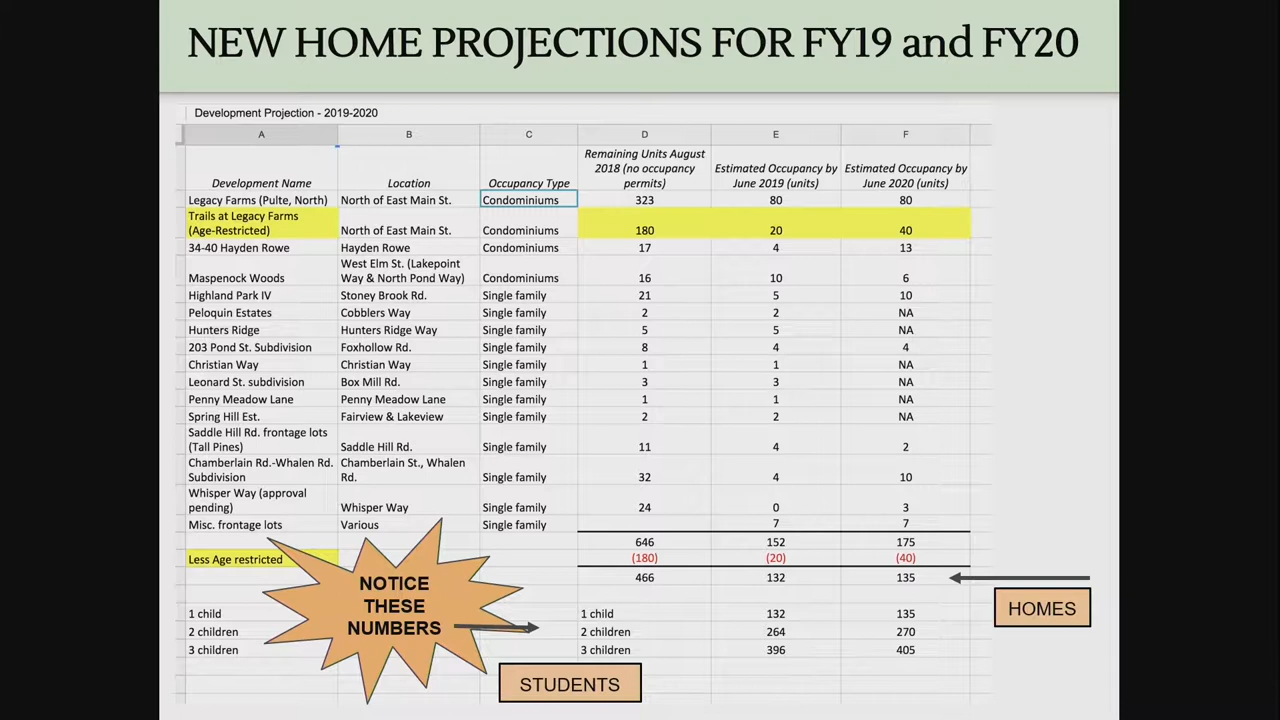 NEW HOME PROJECTIONS FOR FY19 and FY20
Development Projection - 2019-2020
A B C D E F
Development Name Location Occupancy Type Remaining Units August 2018 (no occupancy permits) Estimated Occupancy by June 2019 (units) Estimated Occupancy by June 2020 (units)
Legacy Farms (Pulte, North) North of East Main St. Condominiums 323 80 80
Trails at Legacy Farms (Age-Restricted) North of East Main St. Condominiums 180 20 40
34-40 Hayden Rowe Hayden Rowe Condominiums 17 4 13
Maspenock Woods West Elm St. (Lakepoint Way & North Pond Way) Condominiums 16 10 6
Highland Park IV Stoney Brook Rd. Single family 21 5 10
Peloquin Estates Cobblers Way Single family 2 2 NA
Hunters Ridge Hunters Ridge Way Single family 5 5 NA
203 Pond St. Subdivision Foxhollow Rd. Single family 8 4 4
Christian Way Christian Way Single family 1 1 NA
Leonard St. subdivision Box Mill Rd. Single family 3 3 NA
Penny Meadow Lane Penny Meadow Lane Single family 1 1 NA
Spring Hill Est. Fairview & Lakeview Single family 2 2 NA
Saddle Hill Rd. frontage lots (Tall Pines) Saddle Hill Rd. Single family 11 4 2
Chamberlain Rd.-Whalen Rd. Subdivision Chamberlain St., Whalen Rd. Single family 32 4 10
Whisper Way (approval pending) Whisper Way Single family 24 0 3
Misc. frontage lots Various Single family 7 7
646 152 175
Less Age restricted (180) (20) (40)
466 132 135
HOMES
NOTICE
THESE
NUMBERS
1 child 1 child 132 135
2 children 2 children 264 270
3 children 3 children 396 405
STUDENTS